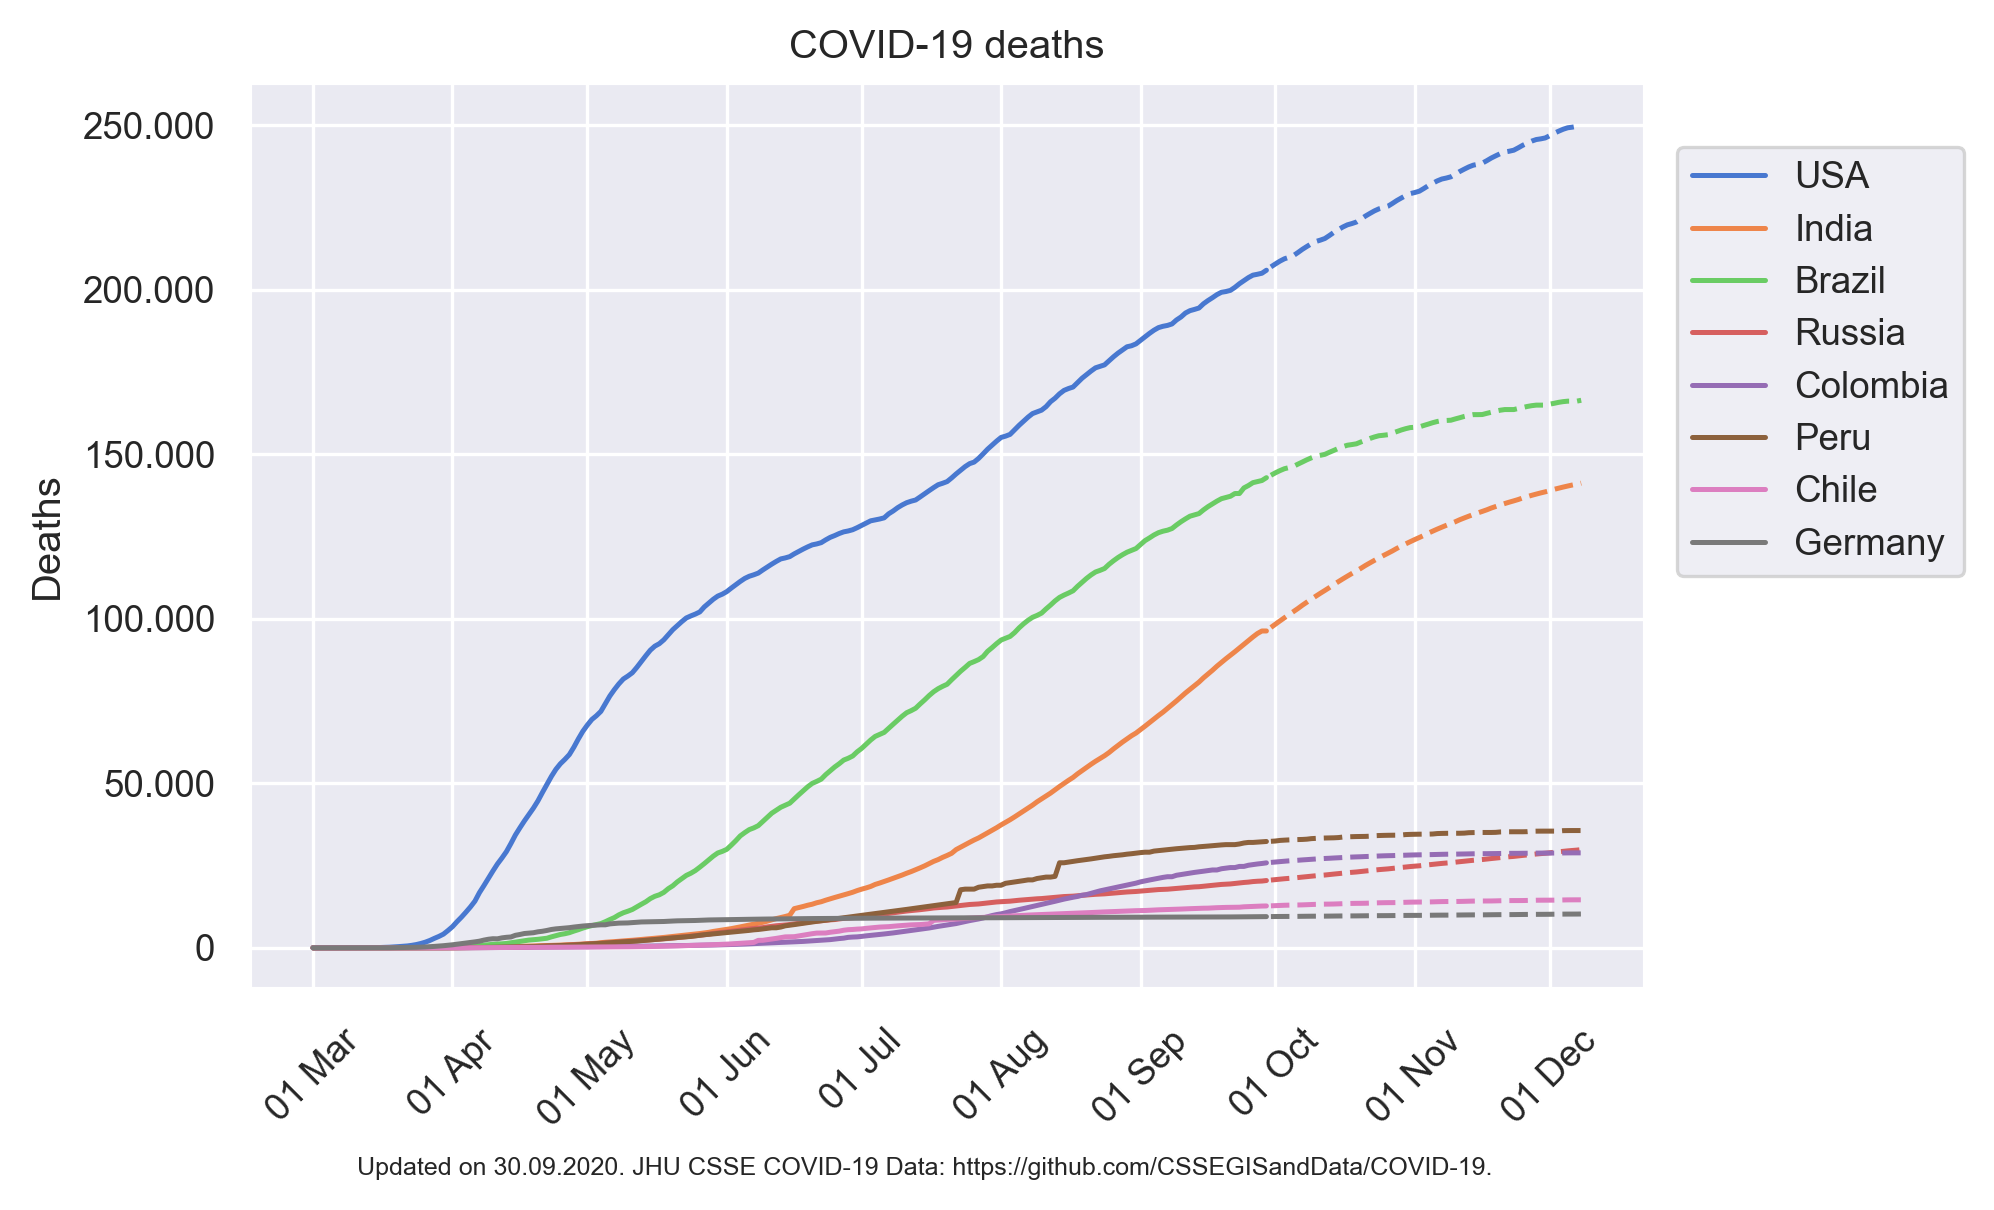 COVID-19 deaths
250.000
200.000
150.000
100.000
50.000
0
Deaths
01 Mar
01 Apr
01 May
01 Jun
01 Jul
01 Aug
01 Sep
01 Oct
01 Nov
01 Dec
USA
India
Brazil
Russia
Colombia
Peru
Chile
Germany
Updated on 30.09.2020. JHU CSSE COVID-19 Data: https://github.com/CSSEGISandData/COVID-19.